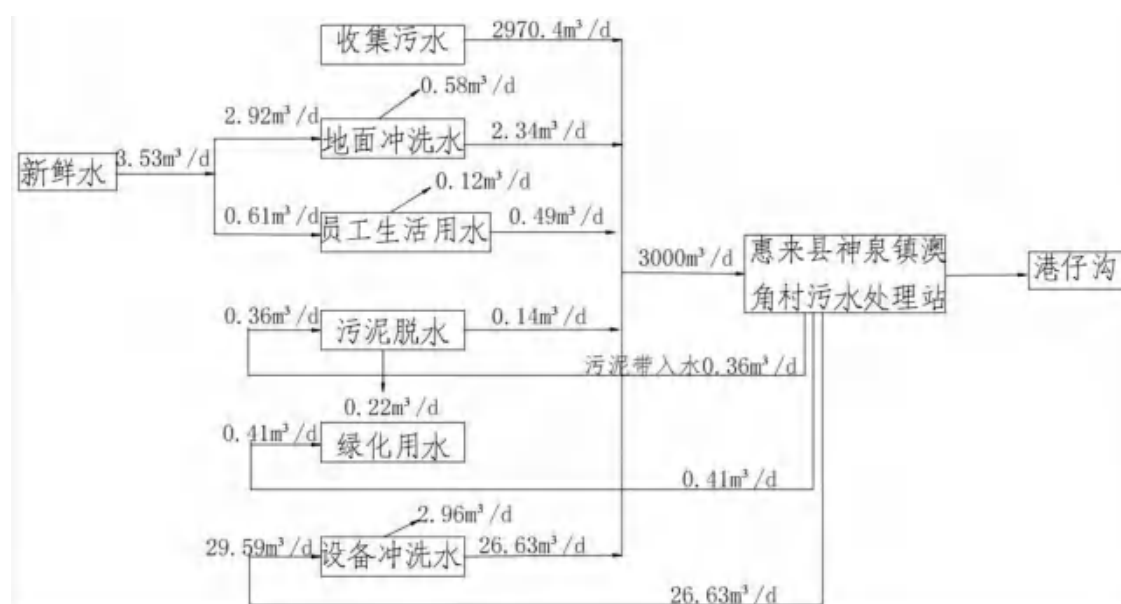 收集污水
2970.4m³/d
0.58m³/d
2.92m³/d
地面冲洗水
2.34m³/d
新鲜水
3.53m³/d
0.12m³/d
0.61m³/d
员工生活用水
0.49m³/d
3000m³/d
惠来县神泉镇澳
角村污水处理站
港仔沟
0.36m³/d
污泥脱水
0.14m³/d
污泥带入水0.36m³/d
0.22m³/d
0.41m³/d
绿化用水
0.41m³/d
2.96m³/d
29.59m³/d
设备冲洗水
26.63m³/d
26.63m³/d